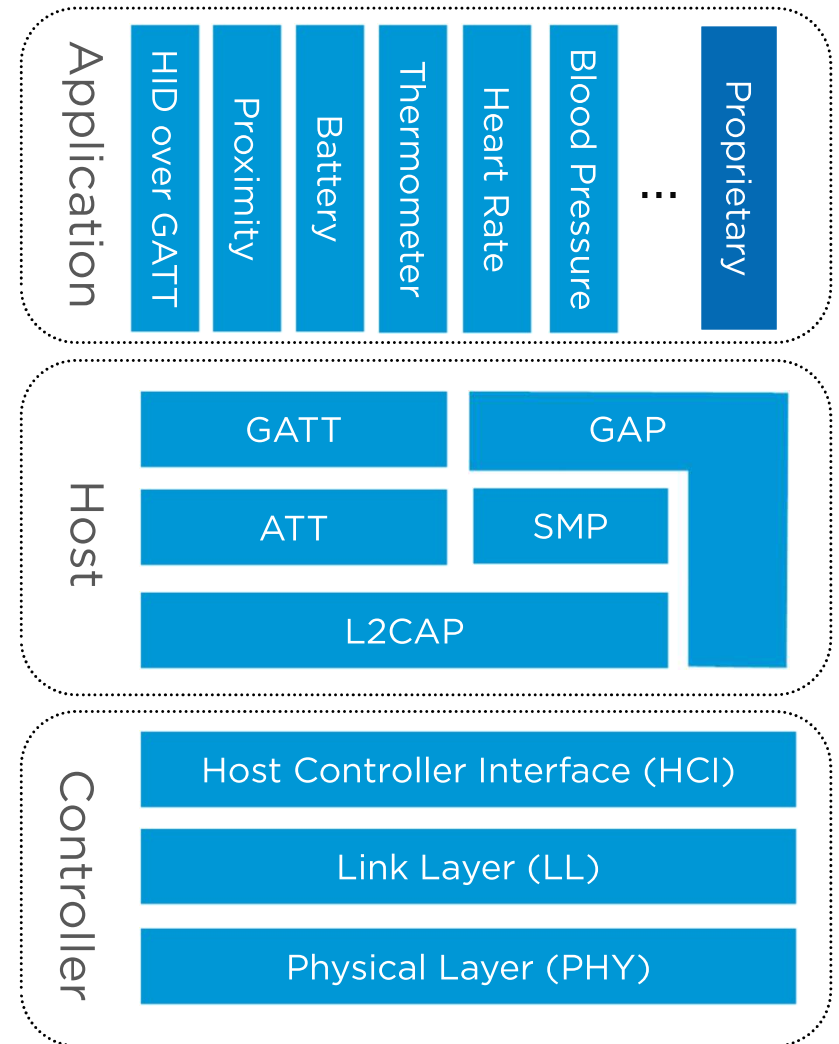 Application
HID over GATT
Proximity
Battery
Thermometer
Heart Rate
Blood Pressure
...
Proprietary
Host
GATT
GAP
ATT
SMP
L2CAP
Controller
Host Controller Interface (HCI)
Link Layer (LL)
Physical Layer (PHY)